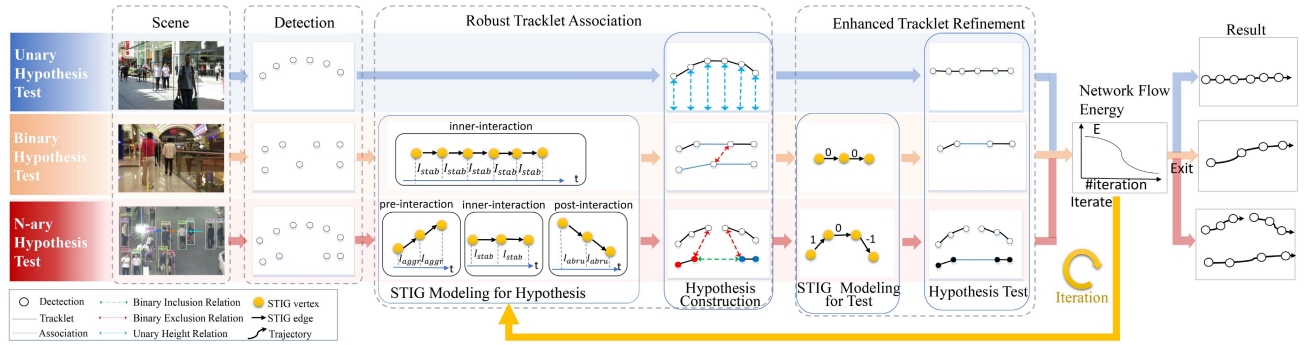 Scene
Detection
Robust Tracklet Association
Enhanced Tracklet Refinement
Result
Unary
Hypothesis
Test
Binary
Hypothesis
Test
N-ary
Hypothesis
Test
inner-interaction
I_stab I_stab I_stab I_stab I_stab
t
pre-interaction
I_aggr I_aggr
t
inner-interaction
I_stab I_stab
t
post-interaction
I_abru I_abru
t
STIG Modeling for Hypothesis
Hypothesis
Construction
0 0
1 0 -1
STIG Modeling
for Test
Hypothesis Test
Network Flow
Energy
E
#iteration
Iterate
Exit
Iteration
Dectection
Tracklet
Association
Binary Inclusion Relation
Binary Exclusion Relation
Unary Height Relation
STIG vertex
STIG edge
Trajectory